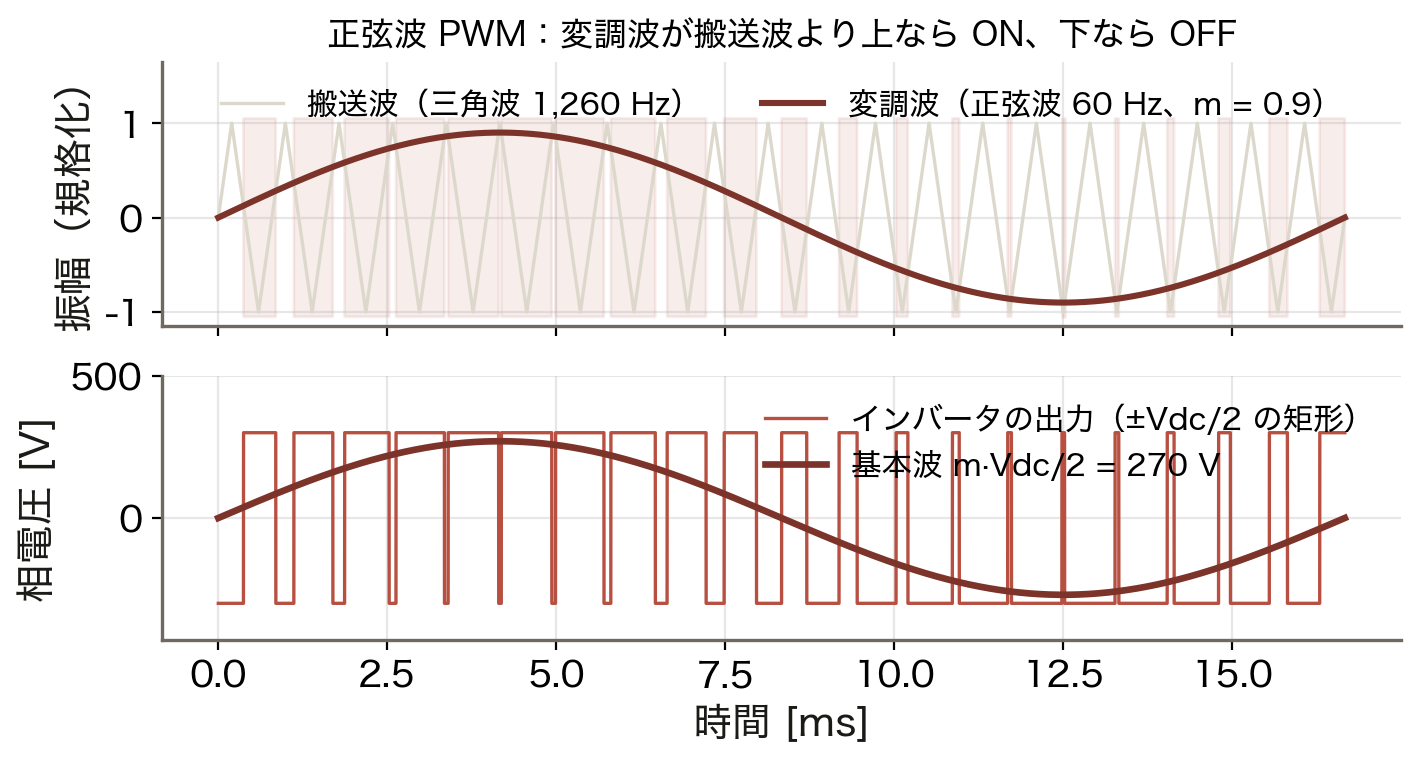 正弦波 PWM：変調波が搬送波より上なら ON、下なら OFF
搬送波（三角波 1,260 Hz）
変調波（正弦波 60 Hz、m = 0.9）
振幅（規格化）
1
0
-1
インバータの出力（±Vdc/2 の矩形）
基本波 m·Vdc/2 = 270 V
相電圧 [V]
500
0
0.0 2.5 5.0 7.5 10.0 12.5 15.0
時間 [ms]